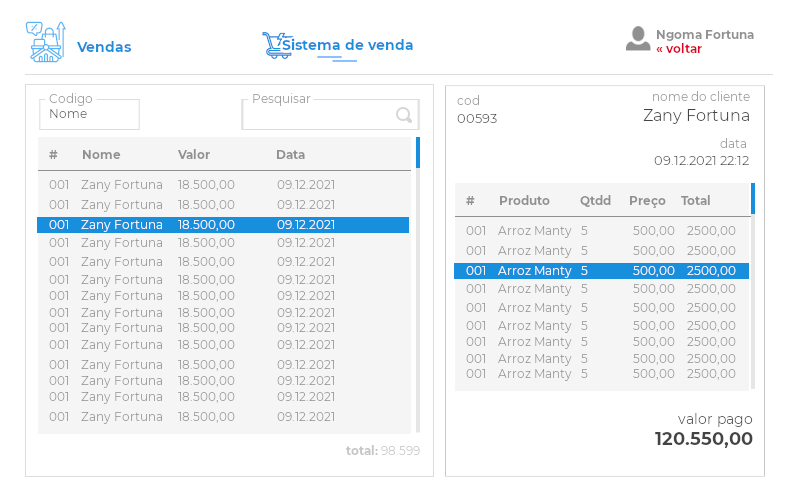 Vendas
Sistema de venda
Ngoma Fortuna
« voltar
Codigo
Nome
Pesquisar
# Nome Valor Data
001 Zany Fortuna 18.500,00 09.12.2021
001 Zany Fortuna 18.500,00 09.12.2021
001 Zany Fortuna 18.500,00 09.12.2021
001 Zany Fortuna 18.500,00 09.12.2021
001 Zany Fortuna 18.500,00 09.12.2021
001 Zany Fortuna 18.500,00 09.12.2021
001 Zany Fortuna 18.500,00 09.12.2021
001 Zany Fortuna 18.500,00 09.12.2021
001 Zany Fortuna 18.500,00 09.12.2021
001 Zany Fortuna 18.500,00 09.12.2021
001 Zany Fortuna 18.500,00 09.12.2021
001 Zany Fortuna 18.500,00 09.12.2021
001 Zany Fortuna 18.500,00 09.12.2021
001 Zany Fortuna 18.500,00 09.12.2021
total: 98.599
cod
00593
nome do cliente
Zany Fortuna
data
09.12.2021 22:12
# Produto Qtdd Preço Total
001 Arroz Manty 5 500,00 2500,00
001 Arroz Manty 5 500,00 2500,00
001 Arroz Manty 5 500,00 2500,00
001 Arroz Manty 5 500,00 2500,00
001 Arroz Manty 5 500,00 2500,00
001 Arroz Manty 5 500,00 2500,00
001 Arroz Manty 5 500,00 2500,00
001 Arroz Manty 5 500,00 2500,00
001 Arroz Manty 5 500,00 2500,00
valor pago
120.550,00